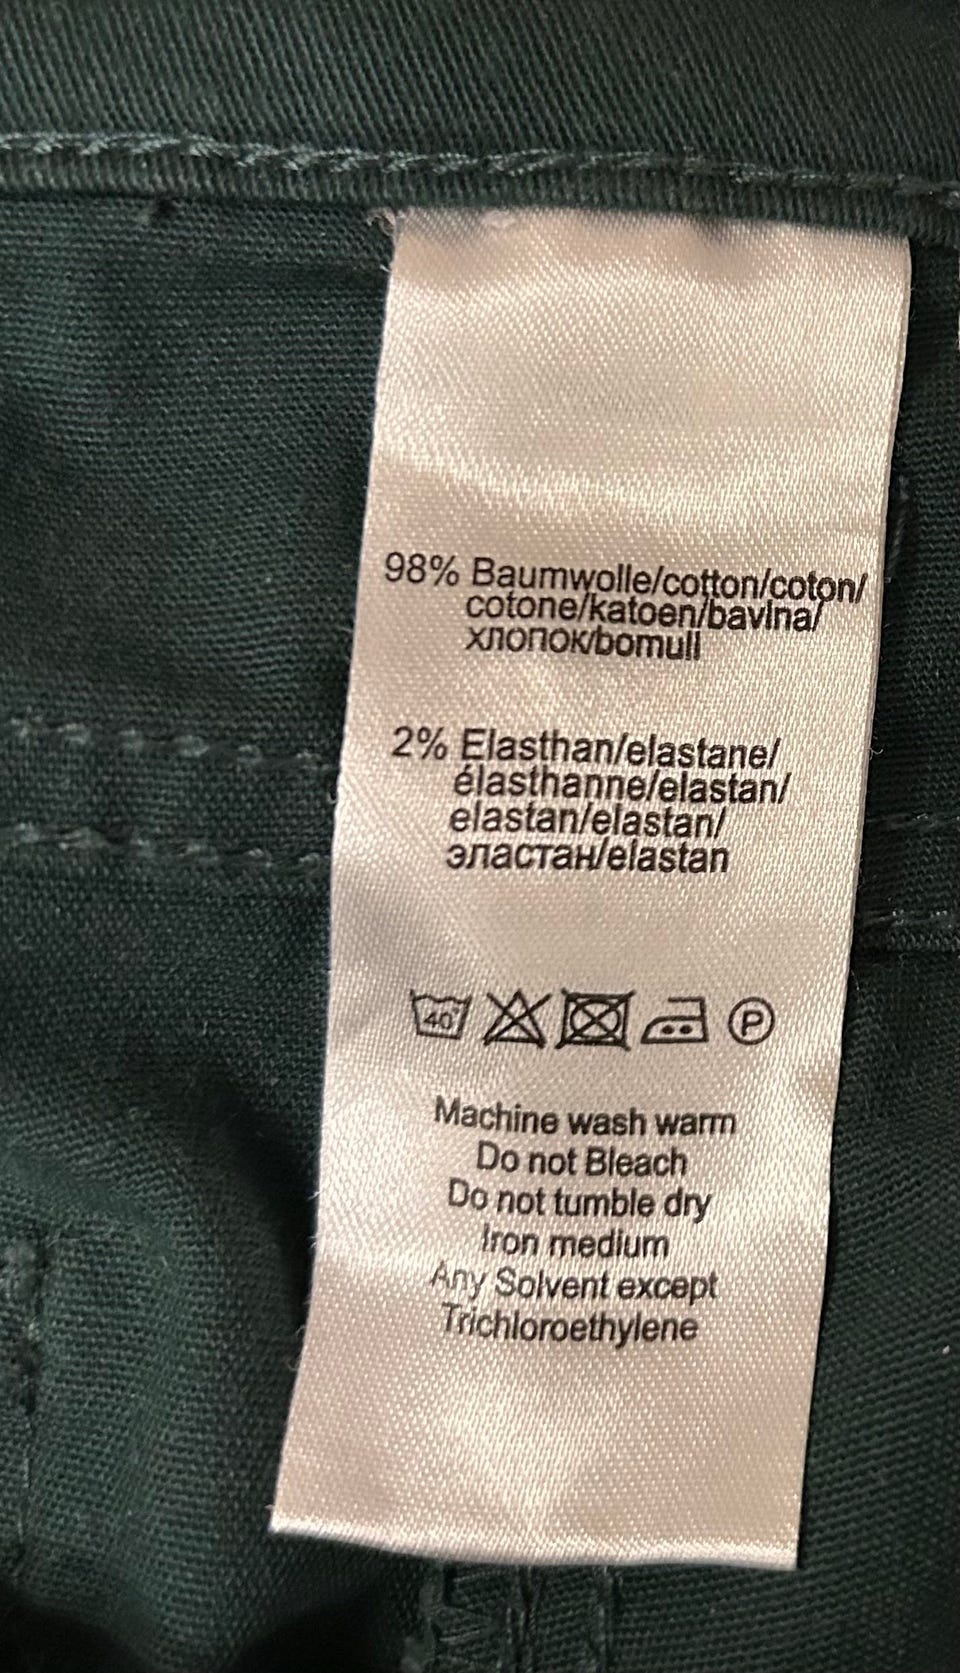 98% Baumwolle/cotton/coton/
cotone/katoen/bavlna/
хлопок/bomull
2% Elasthan/elastane/
élasthanne/elastan/
elastan/elastan/
эластан/elastan
40°
P
Machine wash warm
Do not Bleach
Do not tumble dry
Iron medium
Any Solvent except
Trichloroethylene